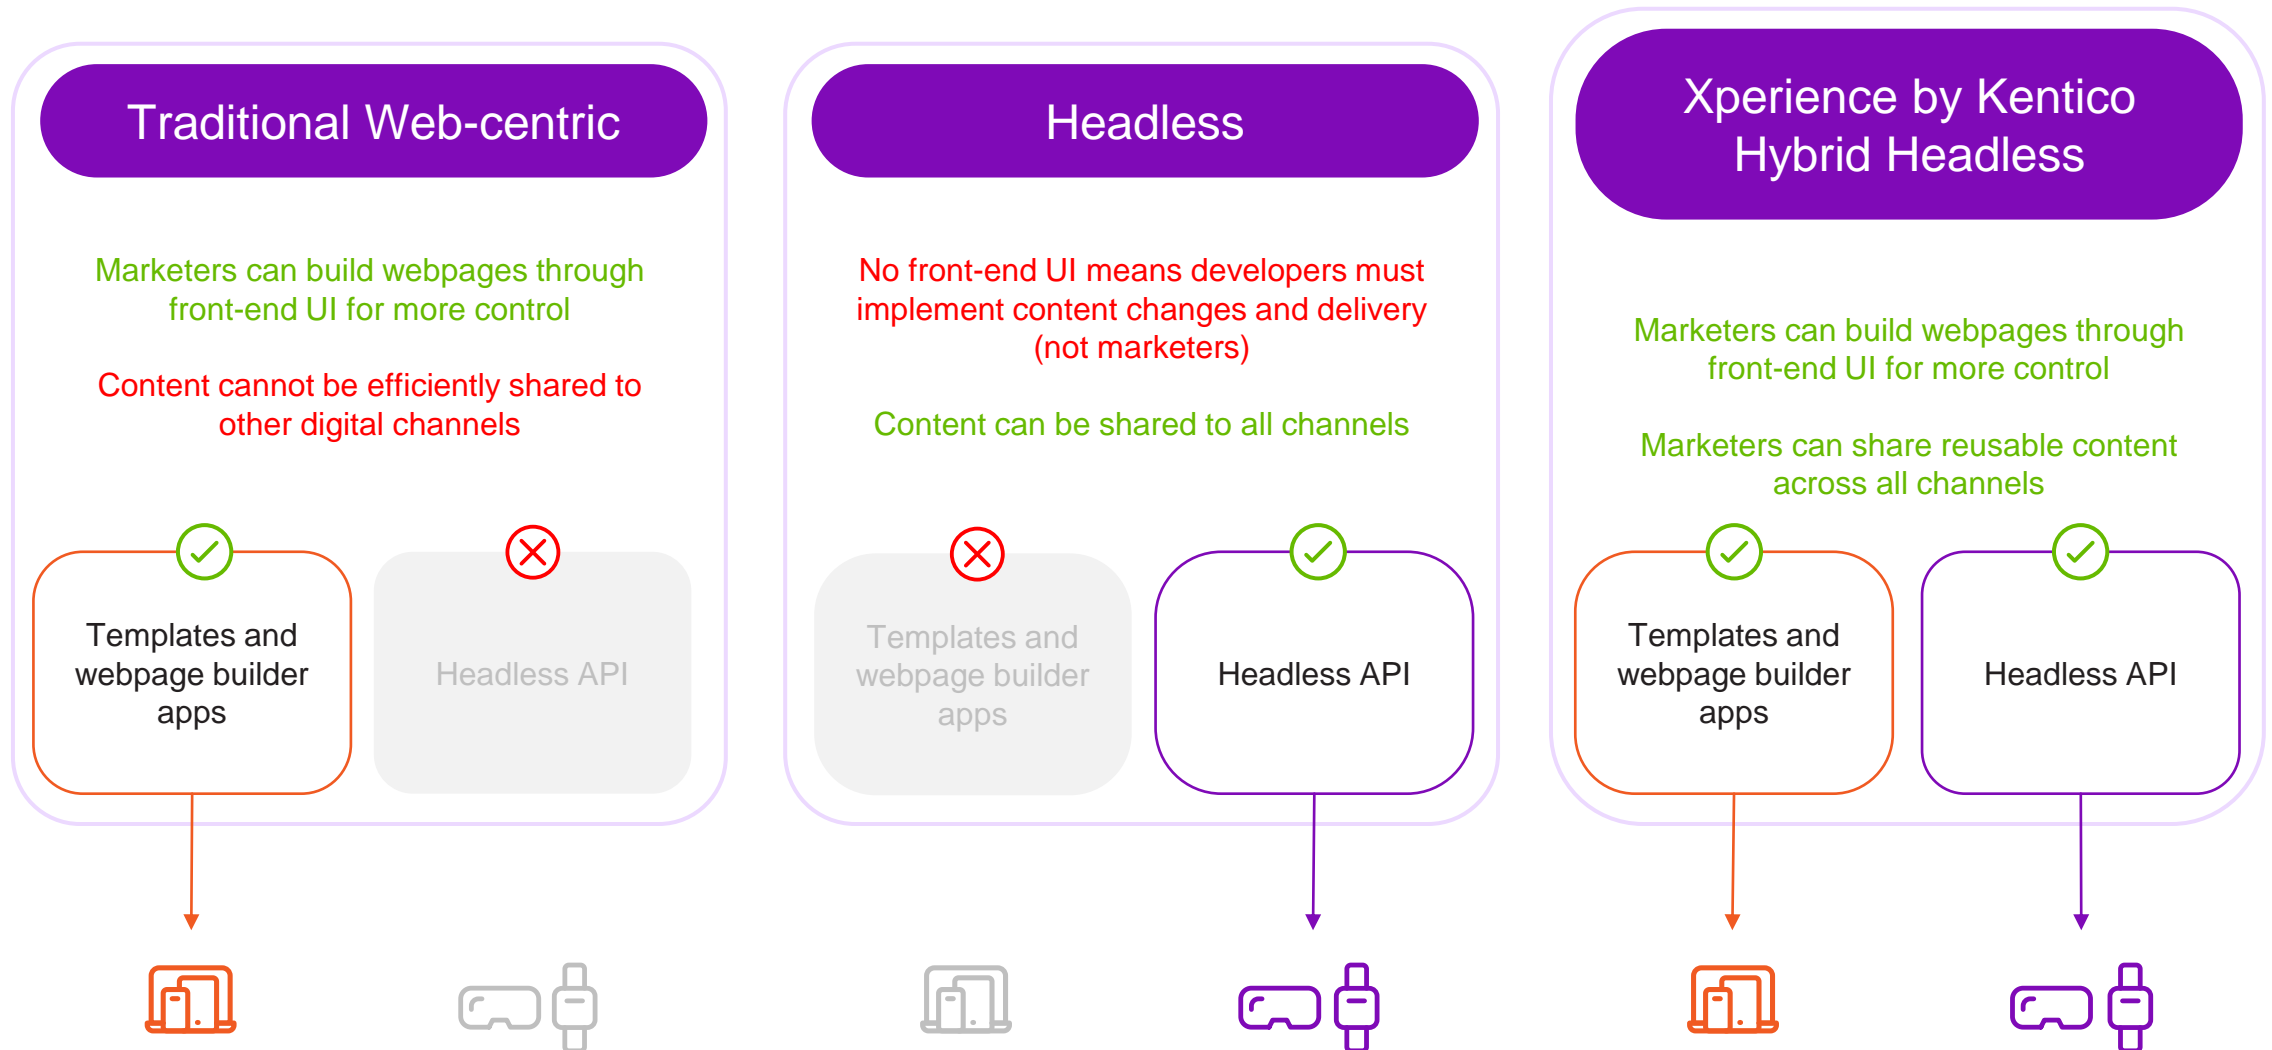 Traditional Web-centric
Marketers can build webpages through
front-end UI for more control
Content cannot be efficiently shared to
other digital channels
Templates and
webpage builder
apps
Headless API
Headless
No front-end UI means developers must
implement content changes and delivery
(not marketers)
Content can be shared to all channels
Templates and
webpage builder
apps
Headless API
Xperience by Kentico
Hybrid Headless
Marketers can build webpages through
front-end UI for more control
Marketers can share reusable content
across all channels
Templates and
webpage builder
apps
Headless API